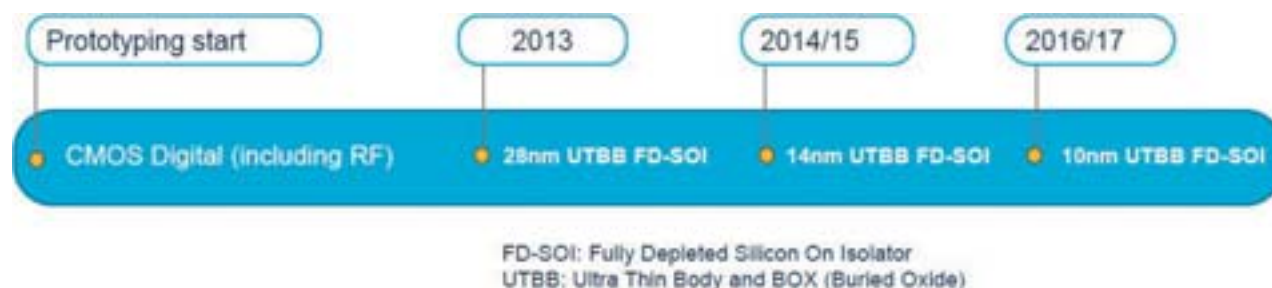 Prototyping start 2013 2014/15 2016/17
CMOS Digital (including RF) 28nm UTBB FD-SOI 14nm UTBB FD-SOI 10nm UTBB FD-SOI
FD-SOI: Fully Depleted Silicon On Isolator
UTBB: Ultra Thin Body and BOX (Buried Oxide)